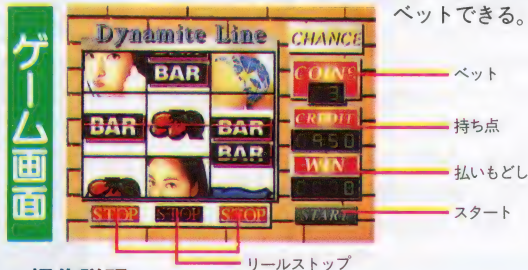 ベットできる。
ゲーム画面
Dynamite Line
CHANCE
BAR
COINS
3
BAR
BAR
BAR
CREDIT
0950
WIN
STOP
STOP
STOP
START
ベット
持ち点
払いもどし
スタート
リールストップ